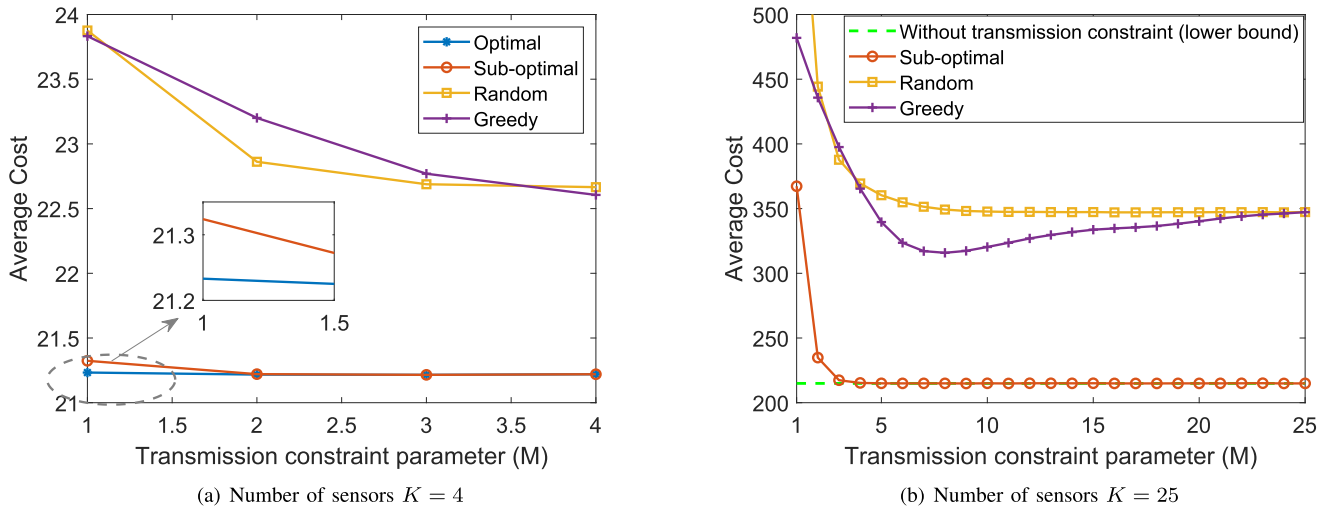 24
23.5
23
22.5
22
21.5
21
Average Cost
Optimal
Sub-optimal
Random
Greedy
21.3
21.2
1
1.5
1
1.5
2
2.5
3
3.5
4
Transmission constraint parameter (M)
(a) Number of sensors K = 4
500
450
400
350
300
250
200
Average Cost
Without transmission constraint (lower bound)
Sub-optimal
Random
Greedy
1
5
10
15
20
25
Transmission constraint parameter (M)
(b) Number of sensors K = 25